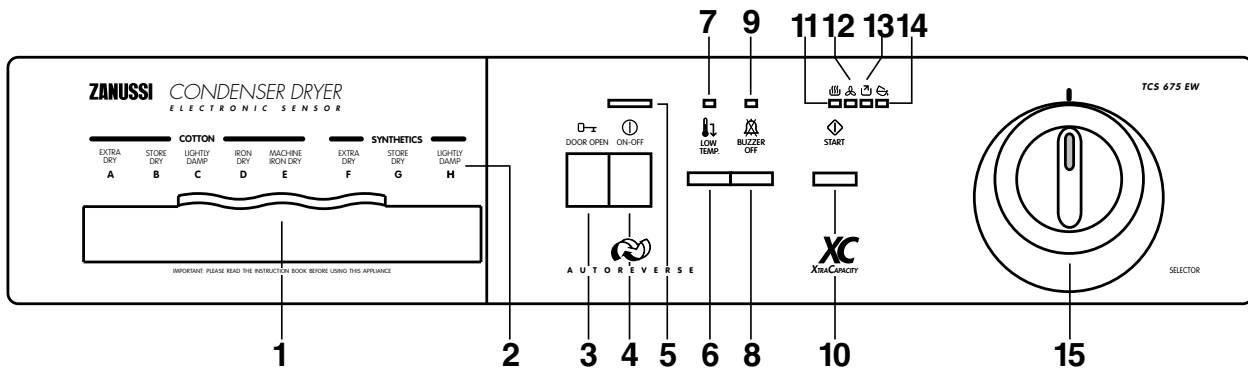 7 9 11 12 13 14
ZANUSSI CONDENSER DRYER
ELECTRONIC SENSOR
TCS 675 EW
COTTON SYNTHETICS
EXTRA DRY A
STORE DRY B
LIGHTLY DAMP C
IRON DRY D
MACHINE IRON DRY E
EXTRA DRY F
STORE DRY G
LIGHTLY DAMP H
IMPORTANT: PLEASE READ THE INSTRUCTION BOOK BEFORE USING THIS APPLIANCE
DOOR OPEN
ON-OFF
LOW
TEMP.
BUZZER
OFF
START
AUTOREVERSE
XC
XTRACAPACITY
SELECTOR
1 2 3 4 5 6 8 10 15